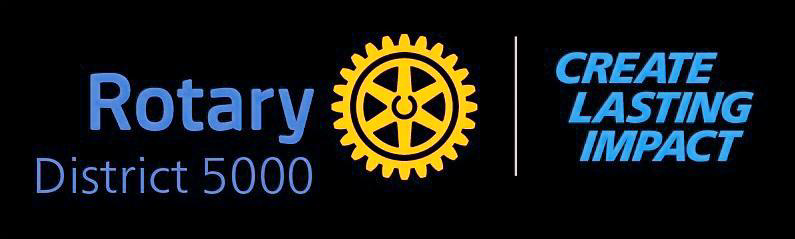 Rotary
District 5000
CREATE
LASTING
IMPACT